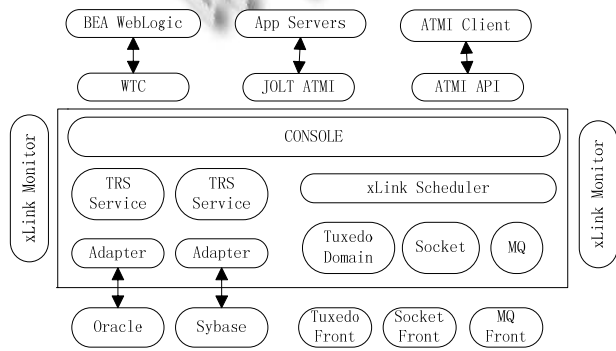 BEA WebLogic
App Servers
ATMI Client
WTC
JOLT ATMI
ATMI API
xLink Monitor
CONSOLE
xLink Monitor
TRS
Service
TRS
Service
xLink Scheduler
Tuxedo
Domain
Socket
MQ
Adapter
Adapter
Oracle
Sybase
Tuxedo
Front
Socket
Front
MQ
Front